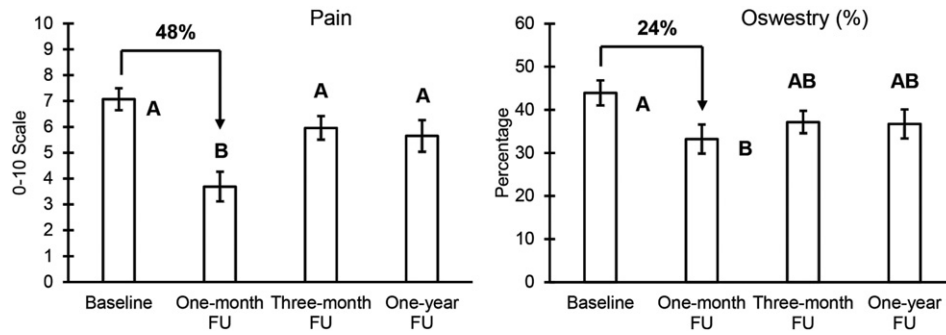 Pain
0-10 Scale
10
9
8
7
6
5
4
3
2
1
0
48%
A
B
A
A
Baseline
One-month FU
Three-month FU
One-year FU
Oswestry (%)
Percentage
60
50
40
30
20
10
0
24%
A
B
AB
AB
Baseline
One-month FU
Three-month FU
One-year FU